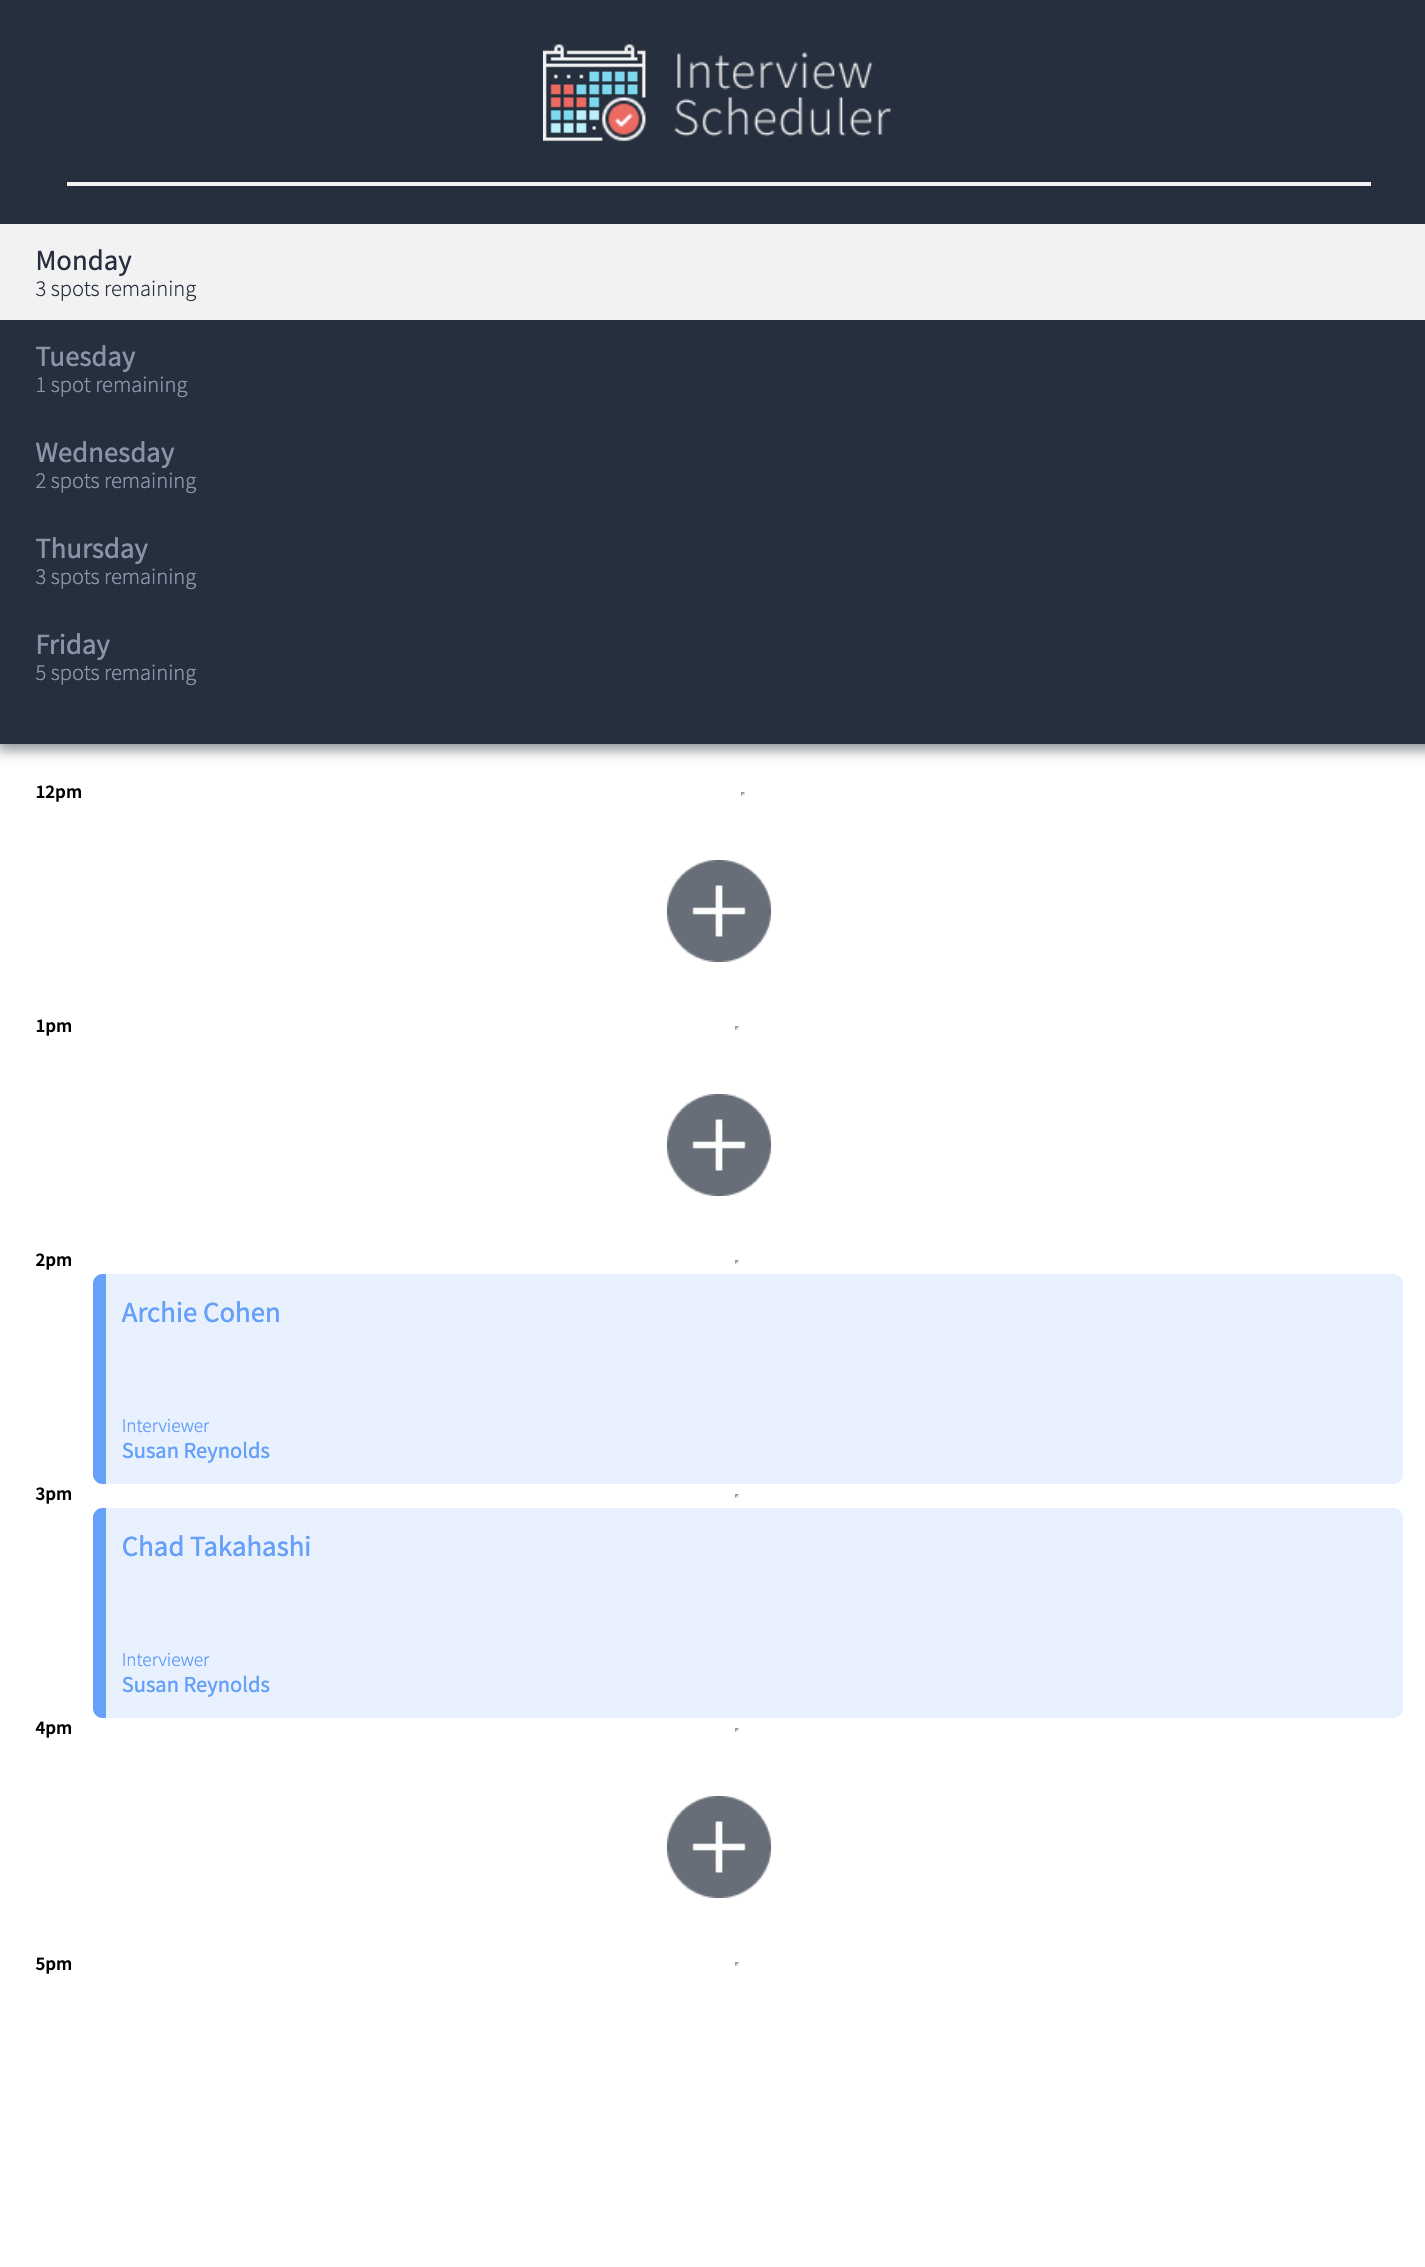 Interview
Scheduler
Monday
3 spots remaining
Tuesday
1 spot remaining
Wednesday
2 spots remaining
Thursday
3 spots remaining
Friday
5 spots remaining
12pm
1pm
2pm
Archie Cohen
Interviewer
Susan Reynolds
3pm
Chad Takahashi
Interviewer
Susan Reynolds
4pm
5pm